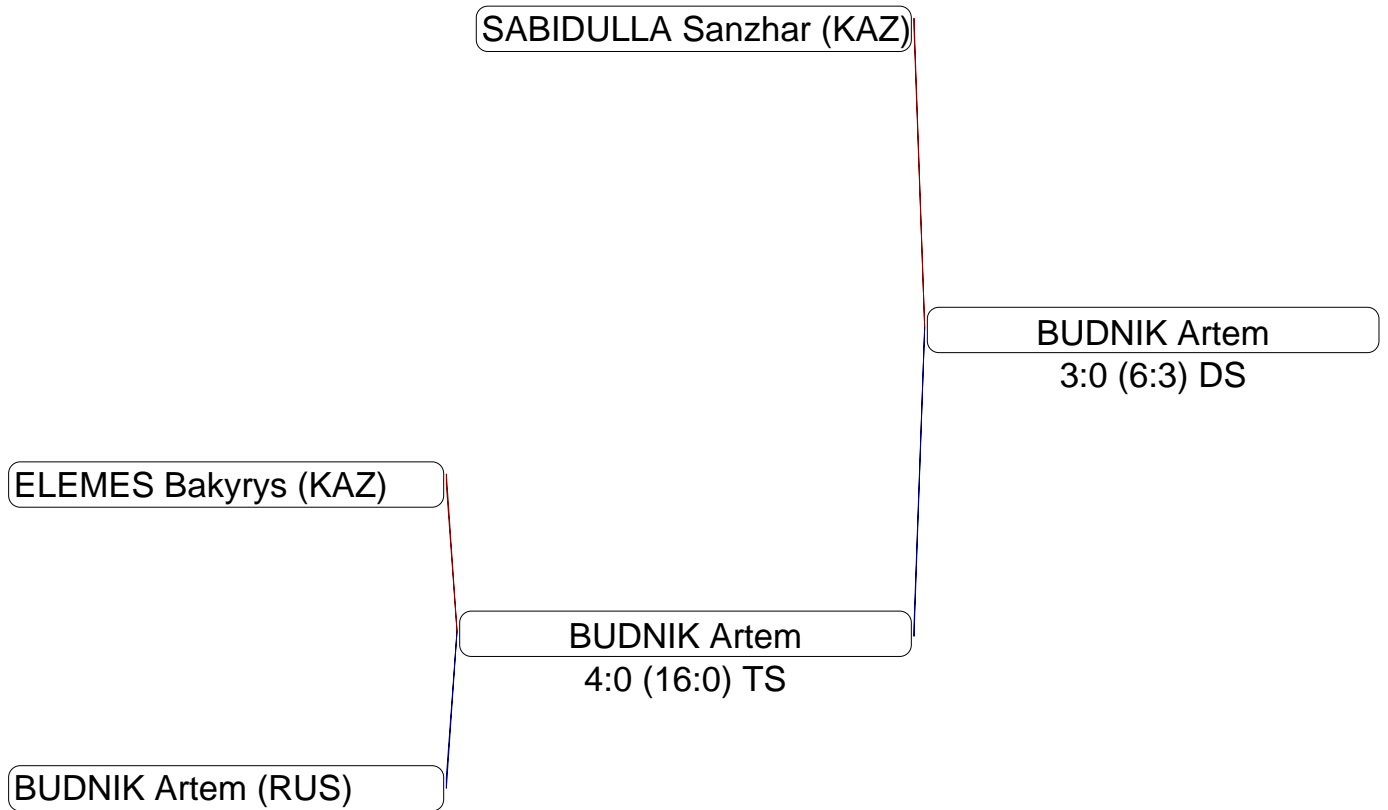 SABIDULLA Sanzhar (KAZ)
BUDNIK Artem
3:0 (6:3) DS
ELEMES Bakyrys (KAZ)
BUDNIK Artem
4:0 (16:0) TS
BUDNIK Artem (RUS)